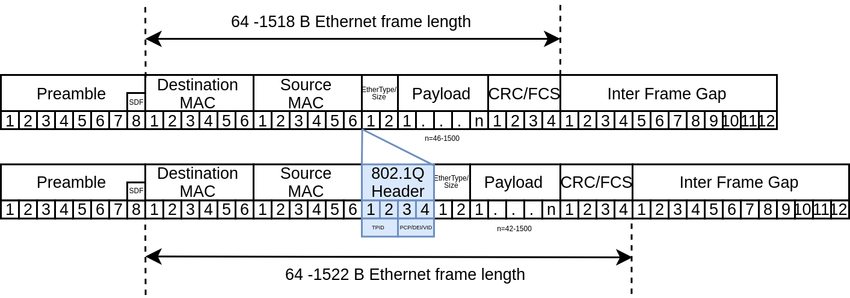 64 -1518 B Ethernet frame length
Preamble SDF Destination MAC Source MAC EtherType/Size Payload CRC/FCS Inter Frame Gap
1 2 3 4 5 6 7 8 1 2 3 4 5 6 1 2 3 4 5 6 1 2 1 . . . n 1 2 3 4 1 2 3 4 5 6 7 8 9 10 11 12
n=46-1500
Preamble SDF Destination MAC Source MAC 802.1Q Header EtherType/Size Payload CRC/FCS Inter Frame Gap
1 2 3 4 5 6 7 8 1 2 3 4 5 6 1 2 3 4 5 6 1 2 3 4 1 2 1 . . . n 1 2 3 4 1 2 3 4 5 6 7 8 9 10 11 12
TPID PCP/DEI/VID n=42-1500
64 -1522 B Ethernet frame length